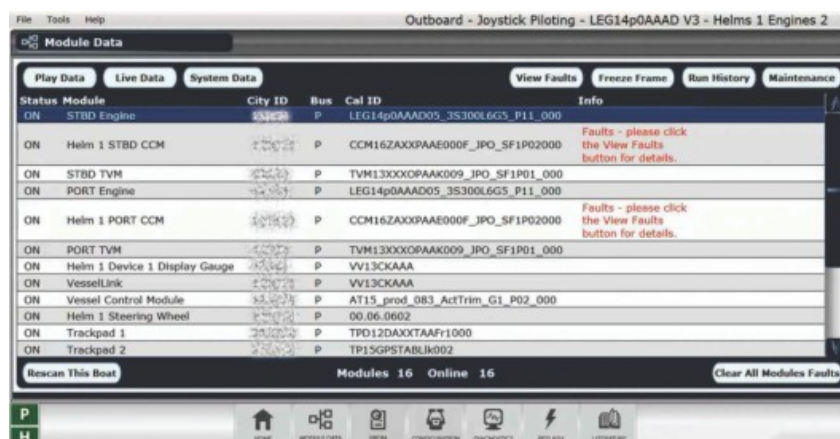 File Tools Help Outboard - Joystick Piloting - LEG14p0AAAD V3 - Helms 1 Engines 2
Module Data
Play Data Live Data System Data View Faults Freeze Frame Run History Maintenance
Status Module City ID Bus Cal ID Info
ON STBD Engine P LEG14p0AAAD05_3S300L6G5_P11_000
ON Helm 1 STBD CCM P CCM16ZAXXPAAE000F_JPO_SF1P02000 Faults - please click
the View Faults
button for details.
ON STBD TVM P TVM13XXXOPAAK009_JPO_SF1P01_000
ON PORT Engine P LEG14p0AAAD05_3S300L6G5_P11_000
ON Helm 1 PORT CCM P CCM16ZAXXPAAE000F_JPO_SF1P02000 Faults - please click
the View Faults
button for details.
ON PORT TVM P TVM13XXXOPAAK009_JPO_SF1P01_000
ON Helm 1 Device 1 Display Gauge P VV13CKAAA
ON VesselLink P VV13CKAAA
ON Vessel Control Module P AT15_prod_083_ActTrim_G1_P02_000
ON Helm 1 Steering Wheel P 00.06.0602
ON Trackpad 1 P TPD12DAXXTAAFr1000
ON Trackpad 2 P TP15GPSTABLlk002
Rescan This Boat Modules 16 Online 16 Clear All Modules Faults
P
H
HOME MODULE DATA